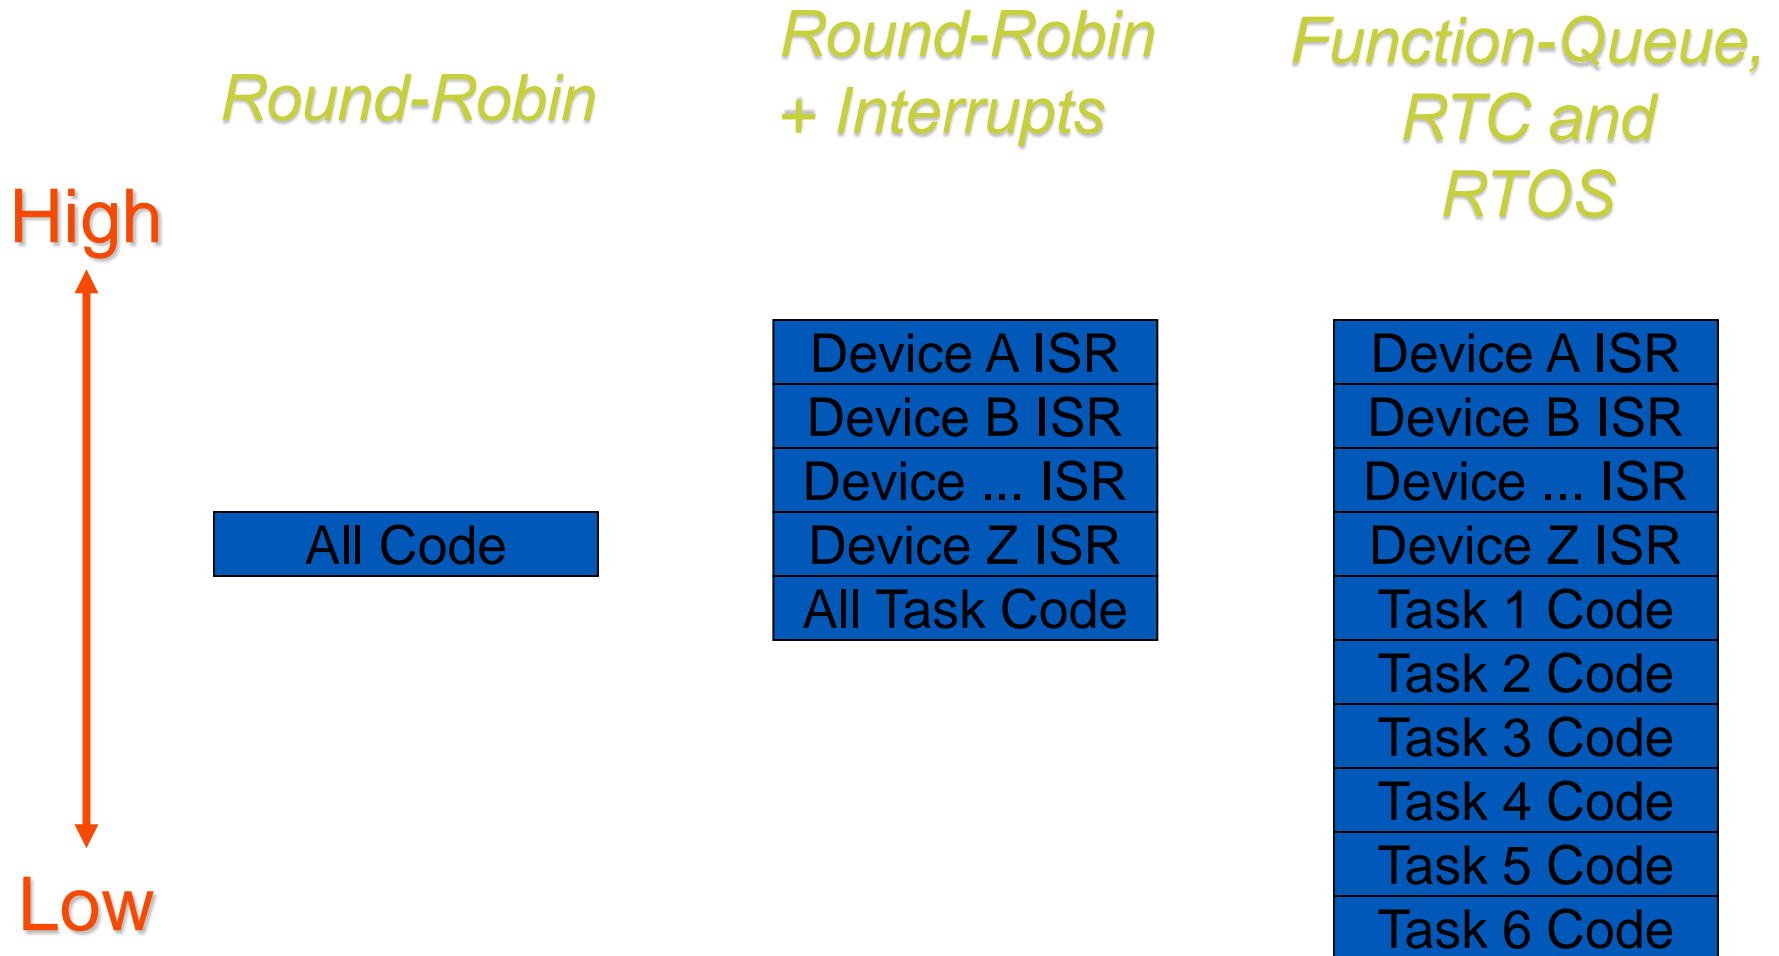 Round-Robin
Round-Robin
+ Interrupts
Function-Queue,
RTC and
RTOS
High
Low
All Code
Device A ISR
Device B ISR
Device ... ISR
Device Z ISR
All Task Code
Device A ISR
Device B ISR
Device ... ISR
Device Z ISR
Task 1 Code
Task 2 Code
Task 3 Code
Task 4 Code
Task 5 Code
Task 6 Code